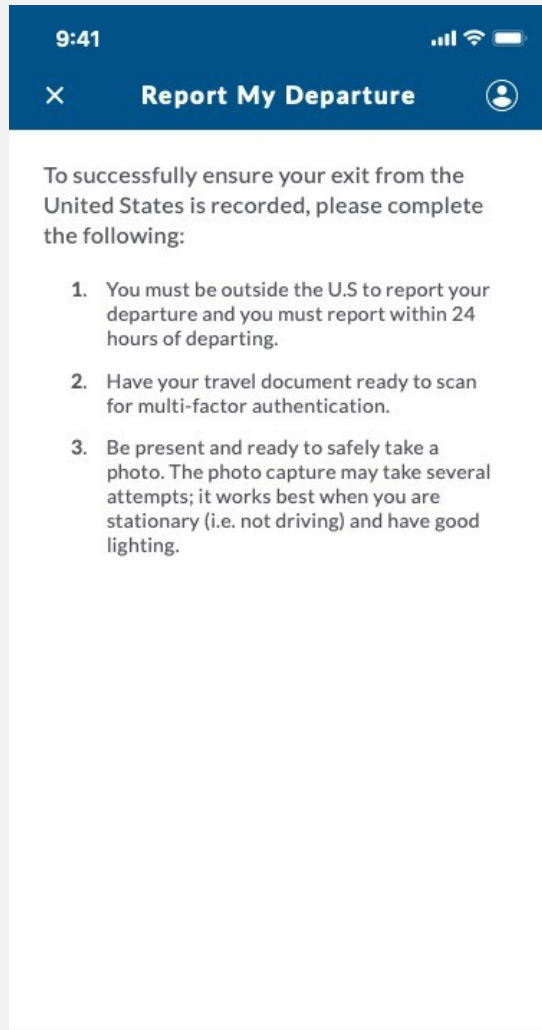 9:41
Report My Departure
To successfully ensure your exit from the
United States is recorded, please complete
the following:
1. You must be outside the U.S to report your
departure and you must report within 24
hours of departing.
2. Have your travel document ready to scan
for multi-factor authentication.
3. Be present and ready to safely take a
photo. The photo capture may take several
attempts; it works best when you are
stationary (i.e. not driving) and have good
lighting.